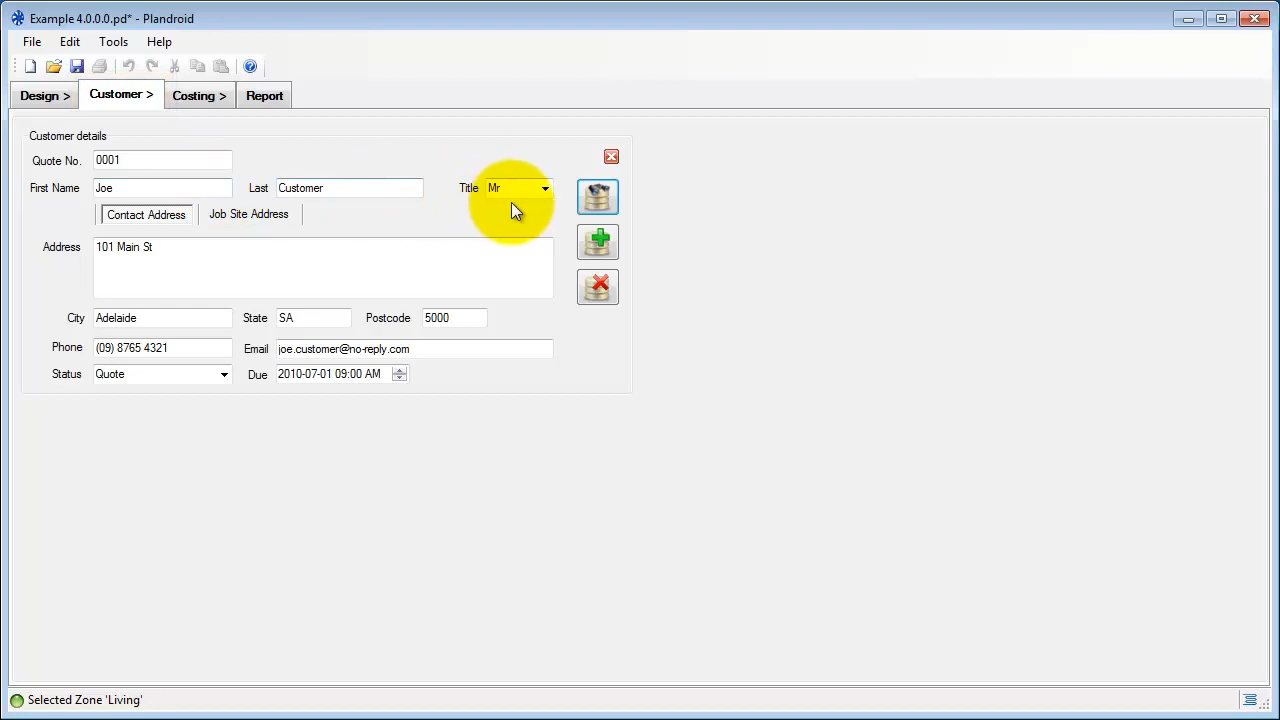 Example 4.0.0.0.pd* - Plandroid
File Edit Tools Help
Design > Customer > Costing > Report
Customer details
Quote No. 0001
First Name Joe Last Customer Title Mr
Contact Address Job Site Address
Address 101 Main St
City Adelaide State SA Postcode 5000
Phone (09) 8765 4321 Email joe.customer@no-reply.com
Status Quote Due 2010-07-01 09:00 AM
Selected Zone 'Living'